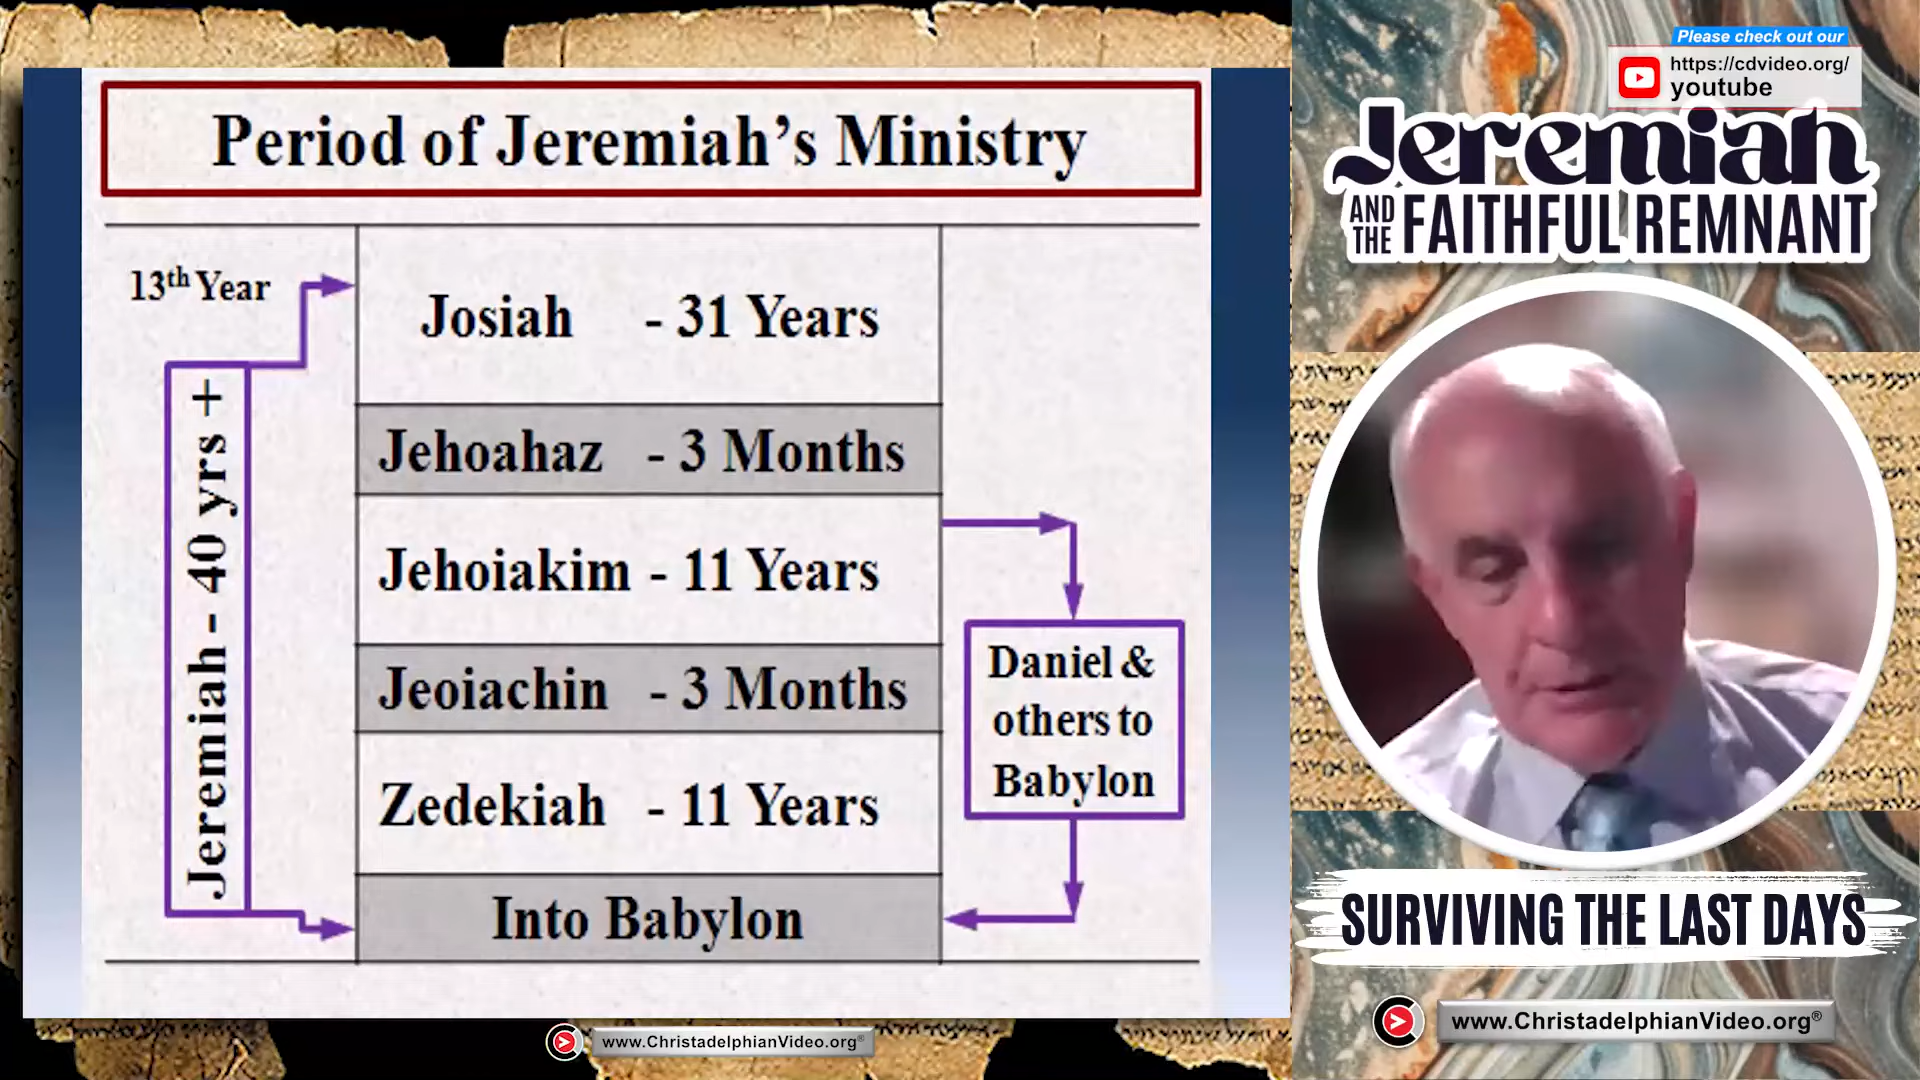 Period of Jeremiah's Ministry
13th Year
Jeremiah - 40 yrs +
Josiah - 31 Years
Jehoahaz - 3 Months
Jehoiakim - 11 Years
Jeoiachin - 3 Months
Zedekiah - 11 Years
Into Babylon
Daniel &
others to
Babylon
www.ChristadelphianVideo.org®
Please check out our
https://cdvideo.org/
youtube
Jeremiah
AND THE FAITHFUL REMNANT
SURVIVING THE LAST DAYS
www.ChristadelphianVideo.org®